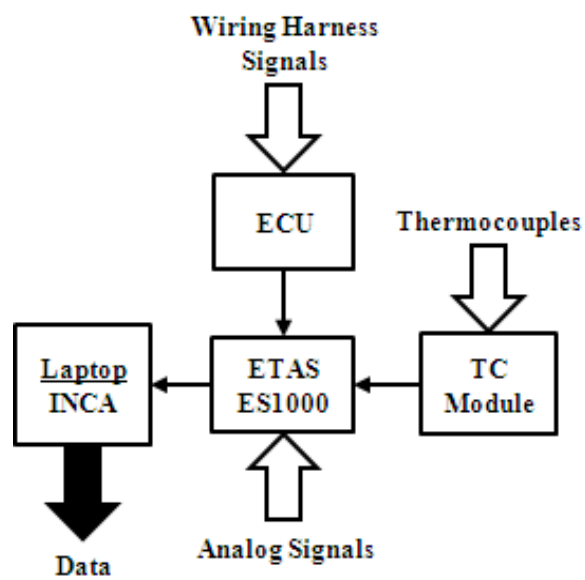 Wiring Harness
Signals
ECU
Thermocouples
Laptop
INCA
ETAS
ES1000
TC
Module
Data
Analog Signals